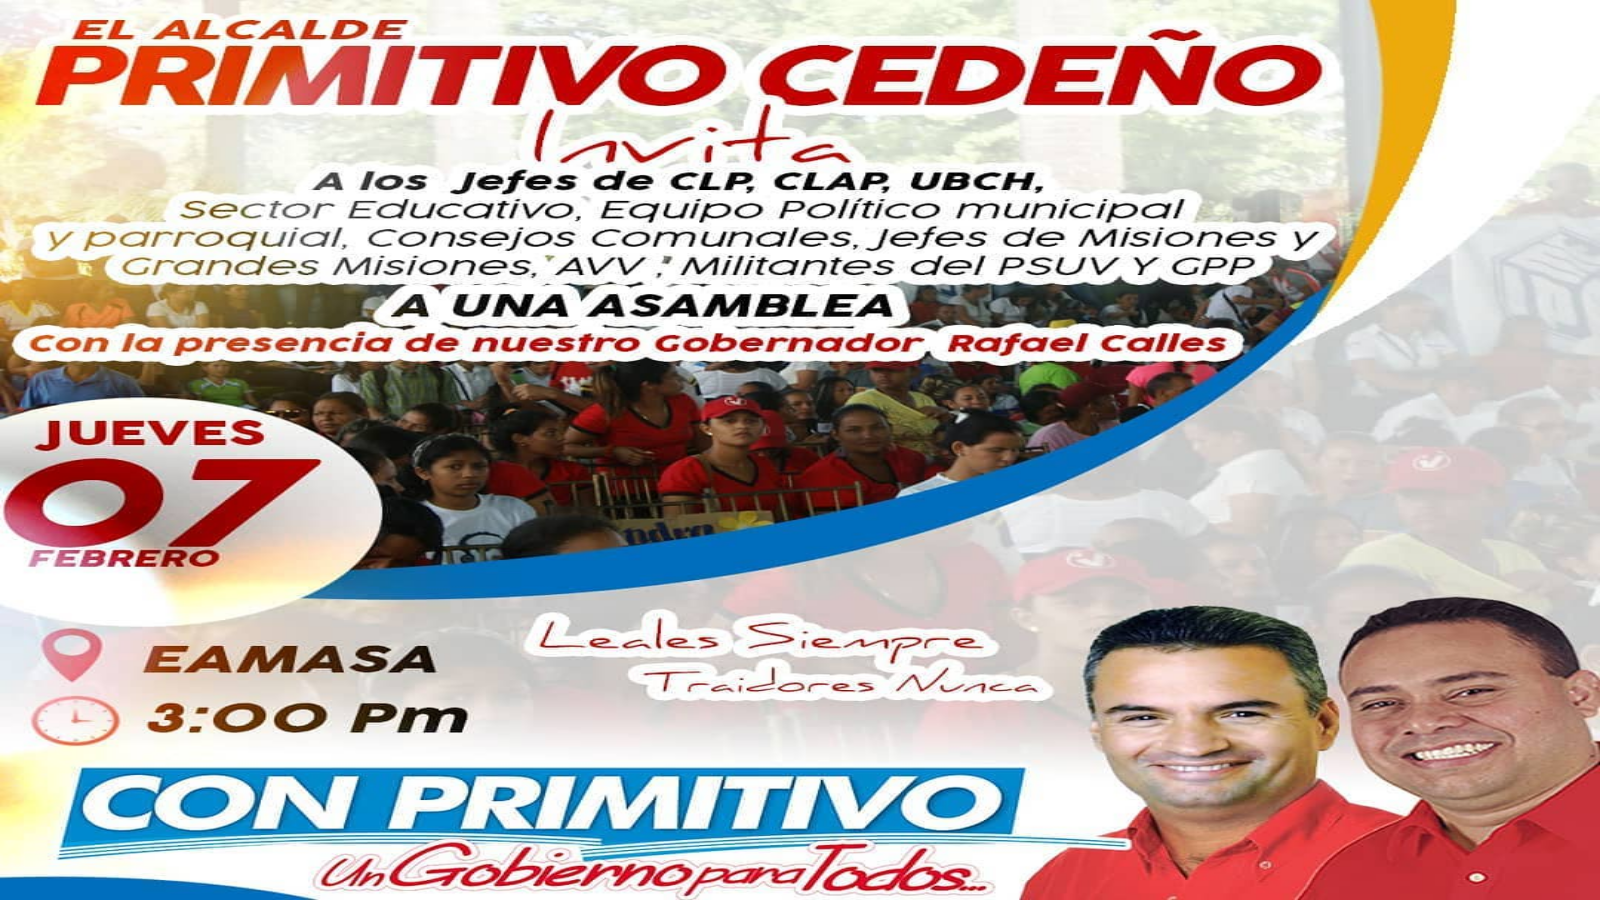 EL ALCALDE
PRIMITIVO CEDEÑO
Invita
A los Jefes de CLP, CLAP, UBCH,
Sector Educativo, Equipo Político municipal
y parroquial, Consejos Comunales, Jefes de Misiones y
Grandes Misiones, AVV , Militantes del PSUV Y GPP
A UNA ASAMBLEA
Con la presencia de nuestro Gobernador Rafael Calles
JUEVES
07
FEBRERO
EAMASA
3:00 Pm
Leales Siempre
Traidores Nunca
CON PRIMITIVO
Un Gobierno para Todos...